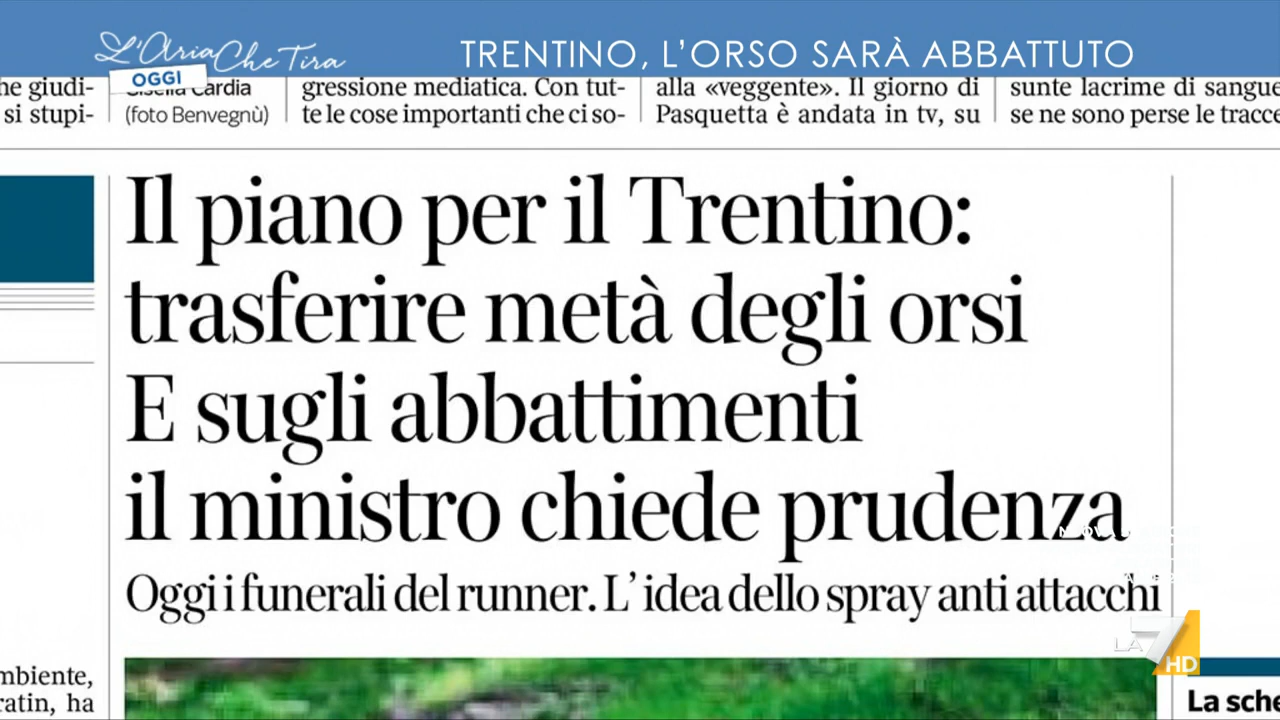 L'Aria Che Tira
OGGI
TRENTINO, L'ORSO SARÀ ABBATTUTO
he giudi-
si stupi-
Cardia
(foto Benvegnù)
gressione mediatica. Con tut-
te le cose importanti che ci so-
alla «veggente». Il giorno di
Pasquetta è andata in tv, su
sunte lacrime di sangue
se ne sono perse le tracce
Il piano per il Trentino:
trasferire metà degli orsi
E sugli abbattimenti
il ministro chiede prudenza
Oggi i funerali del runner. L'idea dello spray anti attacchi
mbiente,
ratin, ha
LA 7
HD
La sche